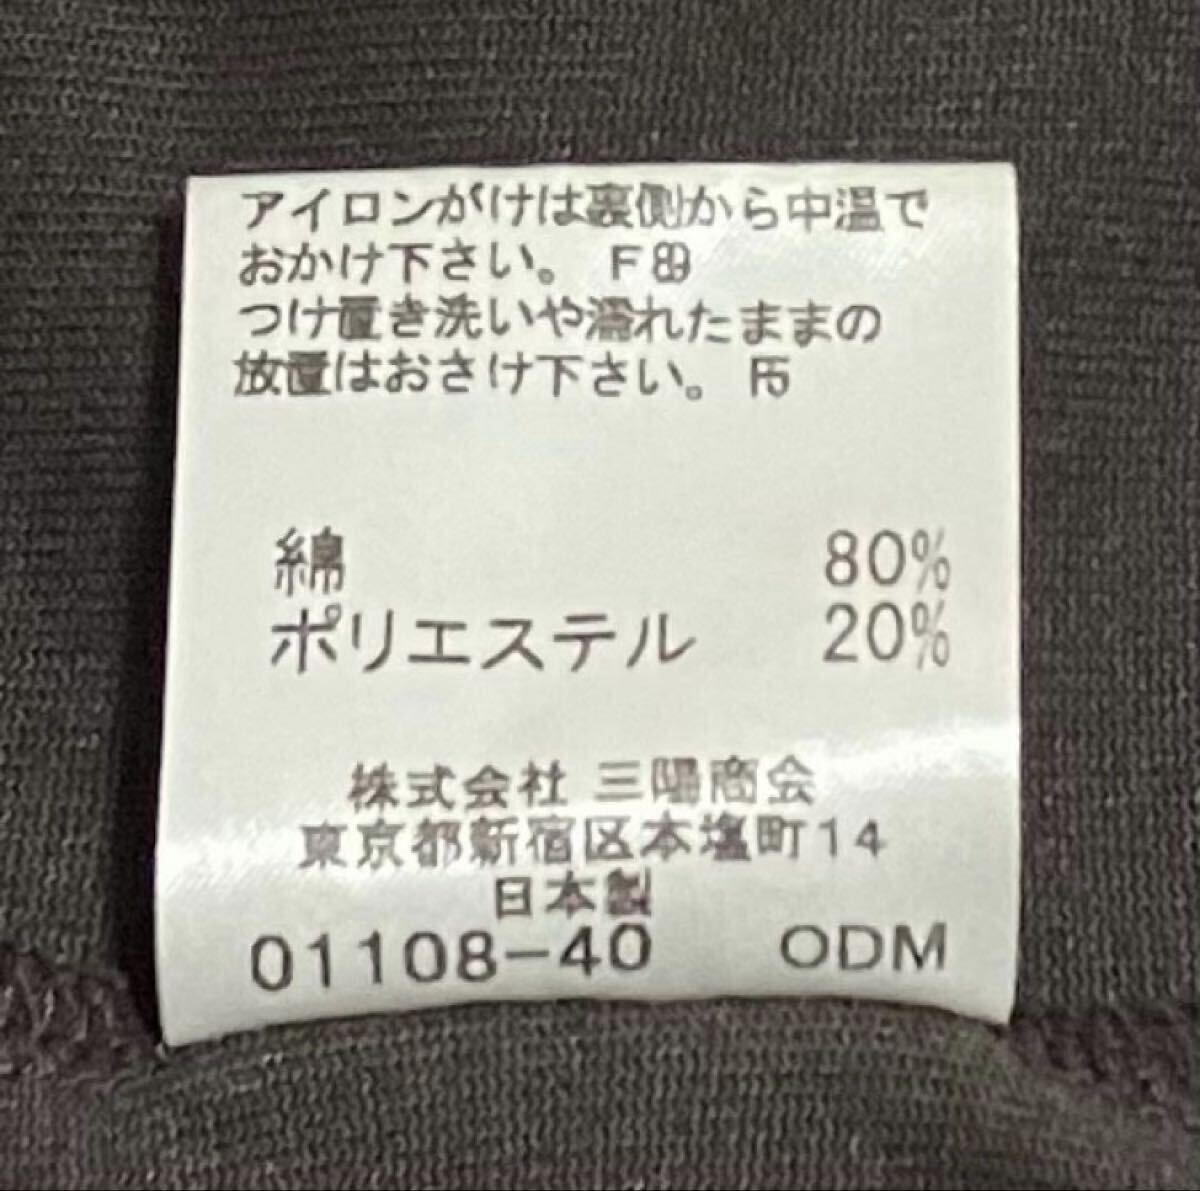 アイロンがけは裏側から中温で
おかけ下さい。 F89
つけ置き洗いや濡れたままの
放置はおさけ下さい。 F5
綿 80%
ポリエステル 20%
株式会社 三陽商会
東京都新宿区本塩町14
日本製
01108-40 ODM